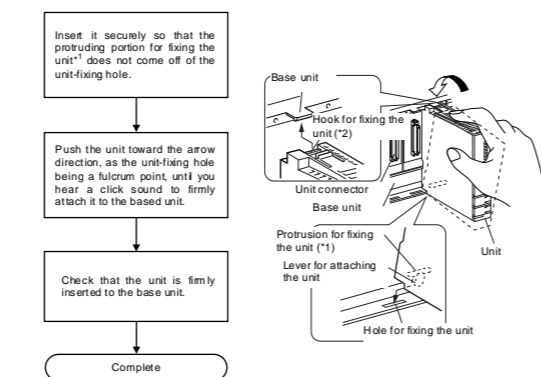 Insert it securely so that the
protruding portion for fixing the
unit*1 does not come off of the
unit-fixing hole.
Push the unit toward the arrow
direction, as the unit-fixing hole
being a fulcrum point, until you
hear a click sound to firmly
attach it to the based unit.
Check that the unit is firmly
inserted to the base unit.
Complete
Base unit
Hook for fixing the
unit (*2)
Unit connector
Base unit
Protrusion for fixing
the unit (*1)
Lever for attaching
the unit
Unit
Hole for fixing the unit